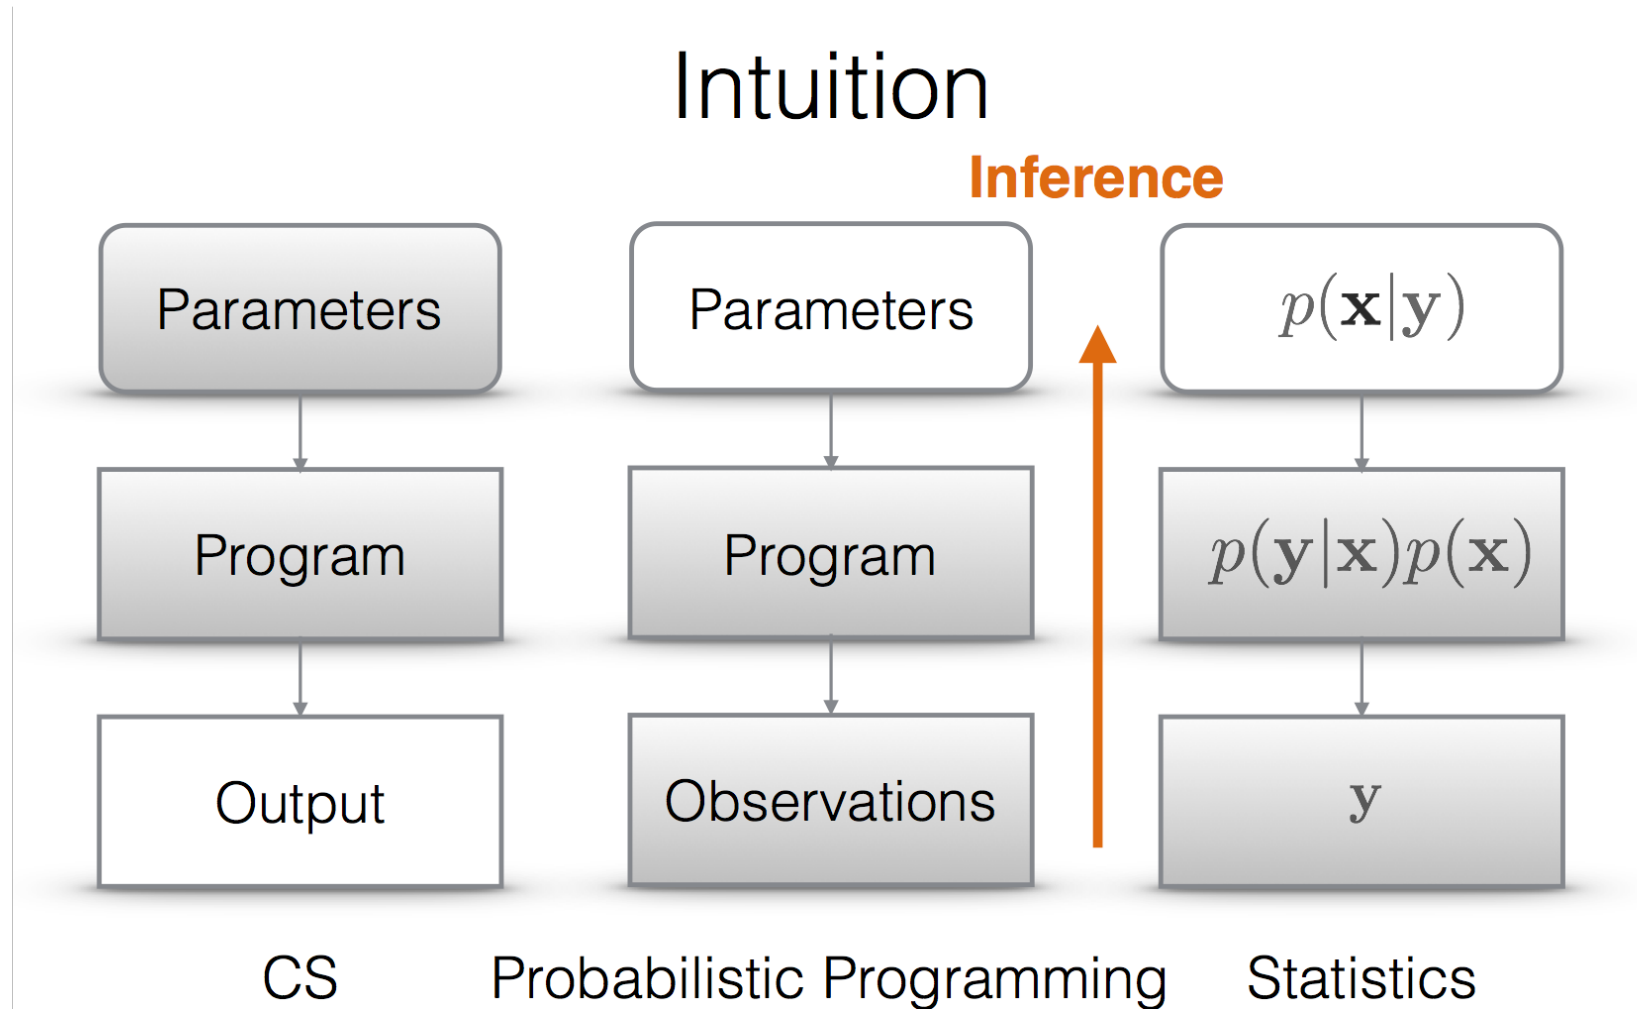 Intuition
Inference
Parameters
Parameters
p(x|y)
Program
Program
p(y|x)p(x)
Output
Observations
y
CS
Probabilistic Programming
Statistics